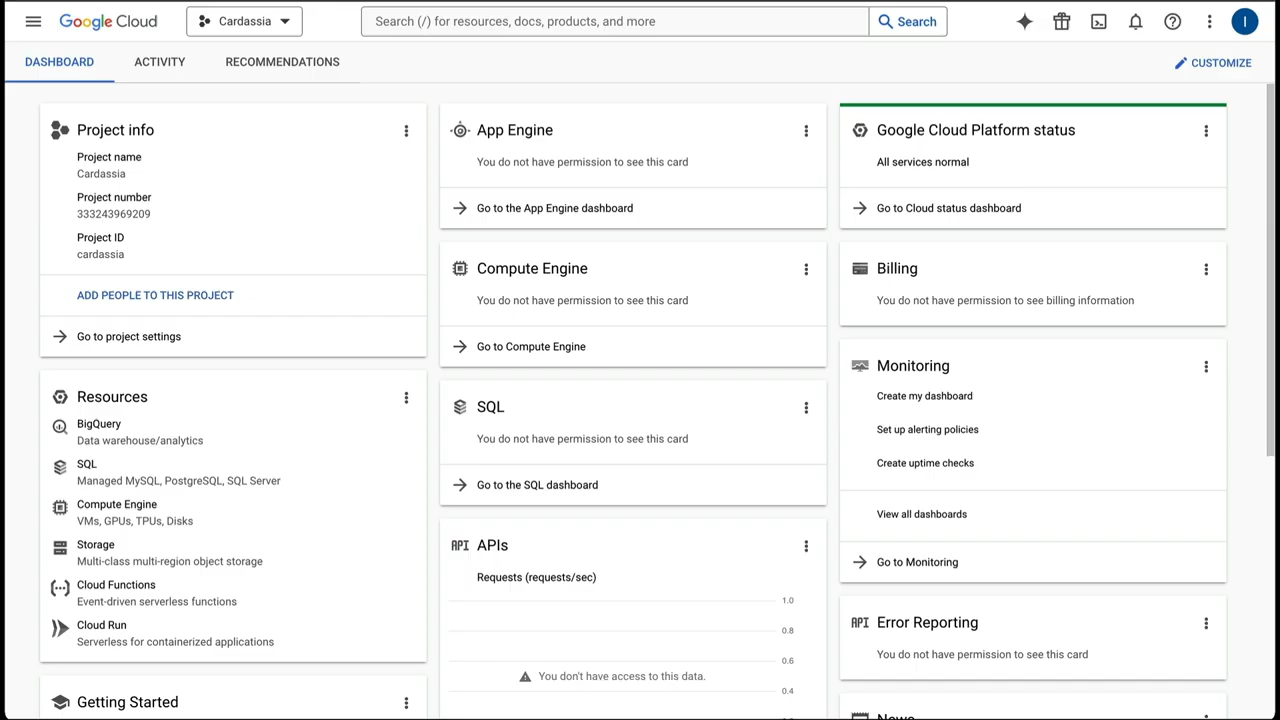 Google Cloud
Cardassia
Search (/) for resources, docs, products, and more
Search
I
DASHBOARD
ACTIVITY
RECOMMENDATIONS
CUSTOMIZE
Project info
Project name
Cardassia
Project number
333243969209
Project ID
cardassia
ADD PEOPLE TO THIS PROJECT
Go to project settings
Resources
BigQuery
Data warehouse/analytics
SQL
Managed MySQL, PostgreSQL, SQL Server
Compute Engine
VMs, GPUs, TPUs, Disks
Storage
Multi-class multi-region object storage
Cloud Functions
Event-driven serverless functions
Cloud Run
Serverless for containerized applications
Getting Started
App Engine
You do not have permission to see this card
Go to the App Engine dashboard
Compute Engine
You do not have permission to see this card
Go to Compute Engine
SQL
You do not have permission to see this card
Go to the SQL dashboard
API APIs
Requests (requests/sec)
1.0
0.8
0.6
You don't have access to this data.
0.4
Google Cloud Platform status
All services normal
Go to Cloud status dashboard
Billing
You do not have permission to see billing information
Monitoring
Create my dashboard
Set up alerting policies
Create uptime checks
View all dashboards
Go to Monitoring
API Error Reporting
You do not have permission to see this card
News